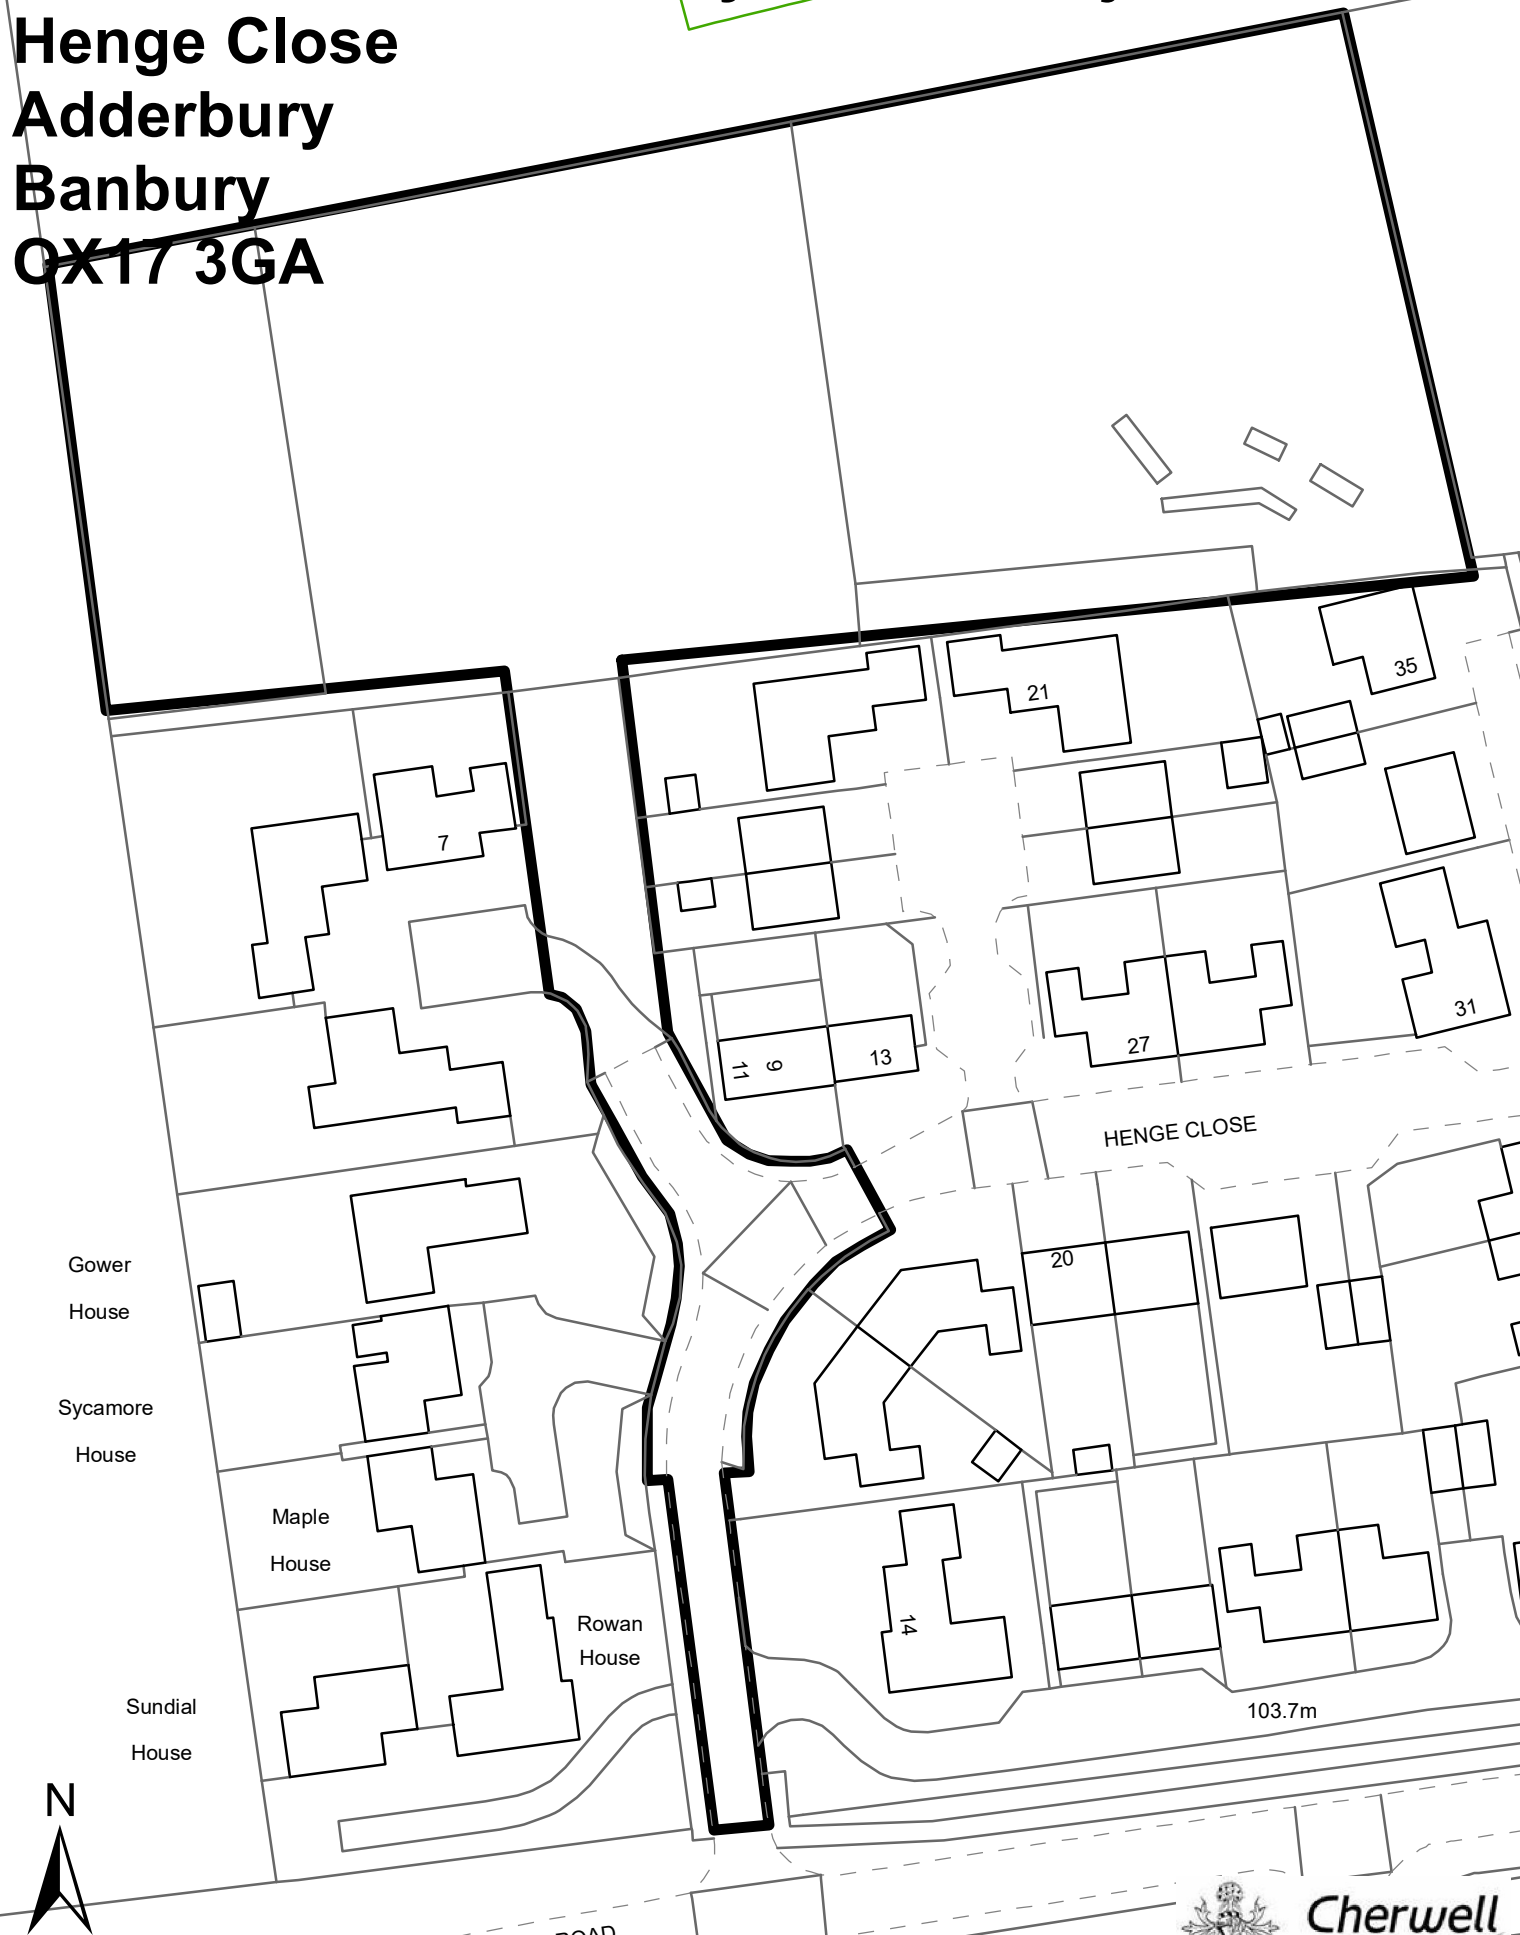 Henge Close
Adderbury
Banbury
OX17 3GA
35
21
7
31
27
11
9
13
HENGE CLOSE
20
Gower
House
Sycamore
House
Maple
House
Rowan
House
14
Sundial
House
103.7m
N
Cherwell
ROAD